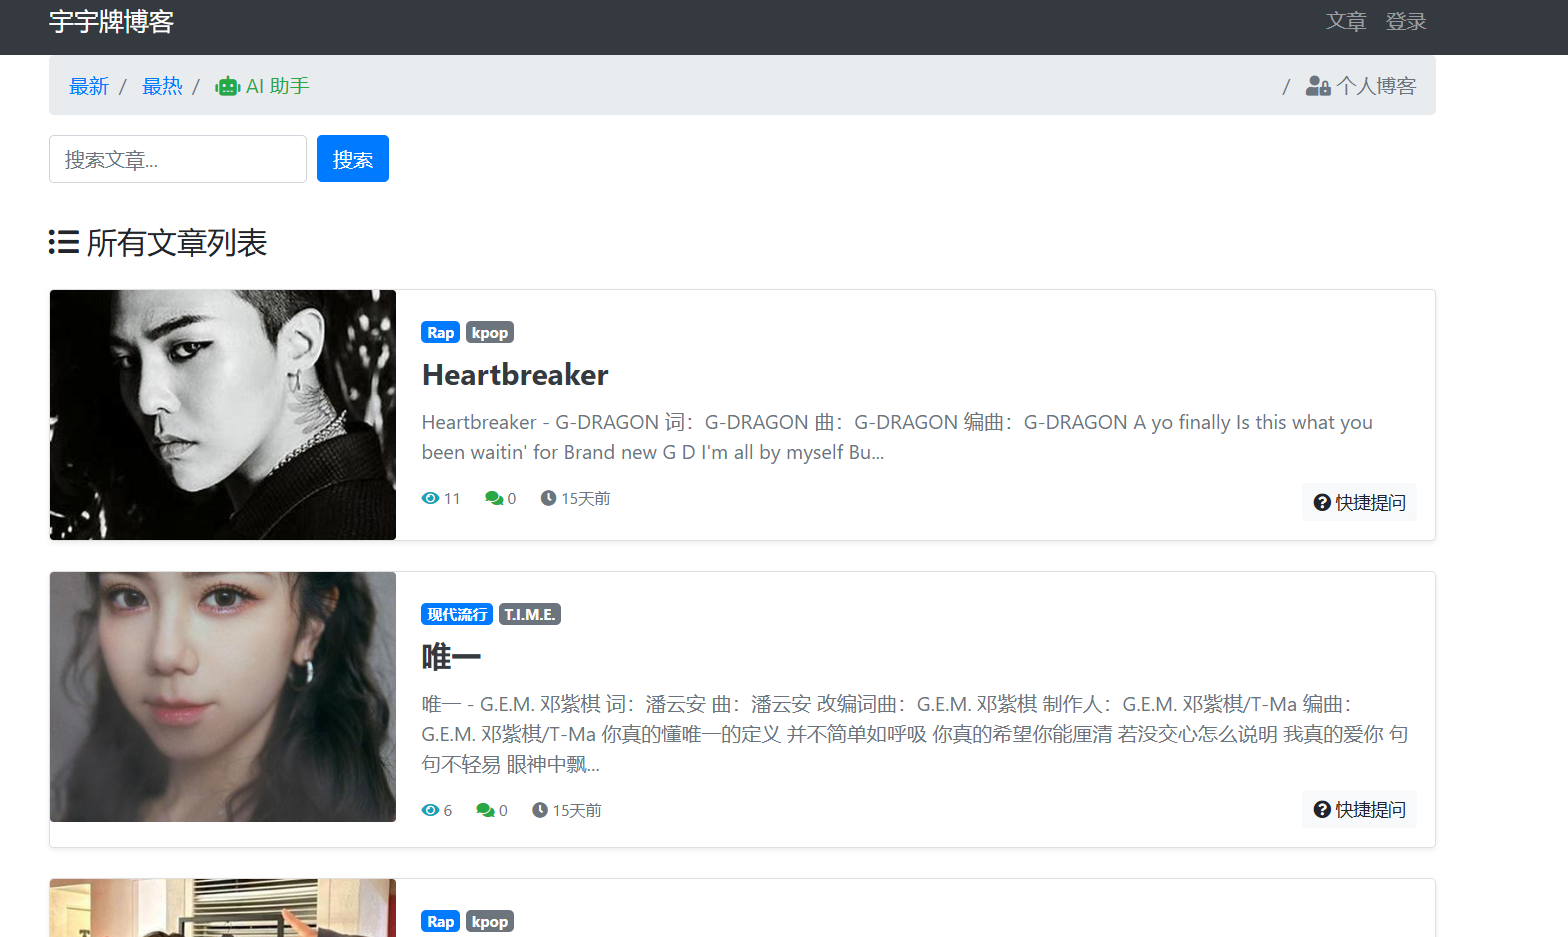 宇宇牌博客 文章 登录
最新 / 最热 / AI 助手 / 个人博客
搜索文章... 搜索
所有文章列表
Rap kpop
Heartbreaker
Heartbreaker - G-DRAGON 词：G-DRAGON 曲：G-DRAGON 编曲：G-DRAGON A yo finally Is this what you
been waitin' for Brand new G D I'm all by myself Bu...
11 0 15天前 快捷提问
现代流行 T.I.M.E.
唯一
唯一 - G.E.M. 邓紫棋 词：潘云安 曲：潘云安 改编词曲：G.E.M. 邓紫棋 制作人：G.E.M. 邓紫棋/T-Ma 编曲：
G.E.M. 邓紫棋/T-Ma 你真的懂唯一的定义 并不简单如呼吸 你真的希望你能厘清 若没交心怎么说明 我真的爱你 句
句不轻易 眼神中飘...
6 0 15天前 快捷提问
Rap kpop